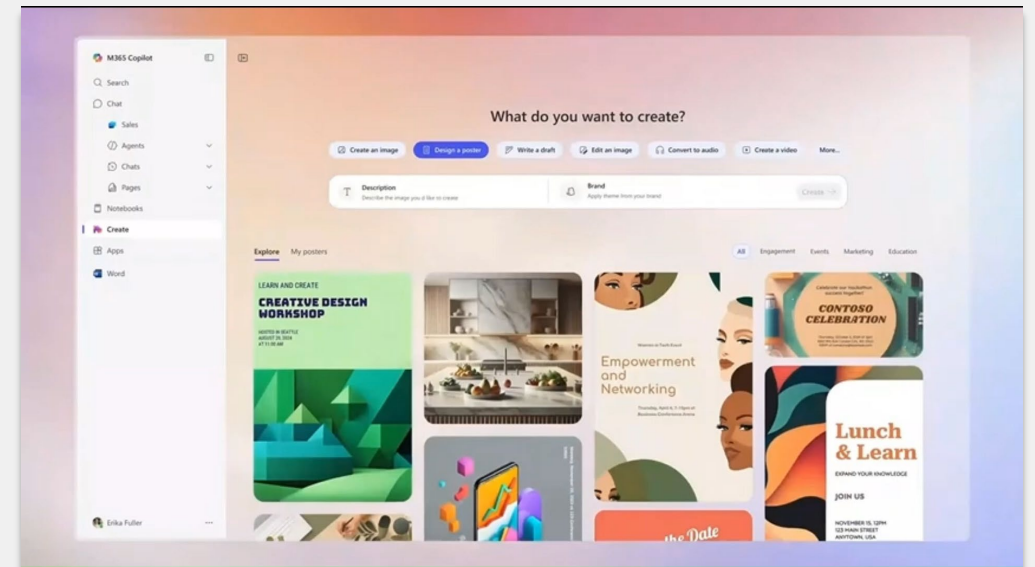 M365 Copilot
Search
Chat
Sales
Agents
Chats
Pages
Notebooks
Create
Apps
Word
Erika Fuller
What do you want to create?
Create an image
Design a poster
Write a draft
Edit an image
Convert to audio
Create a video
More...
Description
Describe the image you'd like to create
Brand
Apply theme from your brand
Create
Explore
My posters
All
Engagement
Events
Marketing
Education
LEARN AND CREATE
CREATIVE DESIGN
WORKSHOP
HOSTED IN SEATTLE
AUGUST 20, 2024
AT 11:00 AM
Empowerment
and
Networking
Celebrate our hackathon
success together!
CONTOSO
CELEBRATION
Lunch
& Learn
EXPAND YOUR KNOWLEDGE
JOIN US
NOVEMBER 15, 12PM
123 MAIN STREET
ANYTOWN, USA
the Date